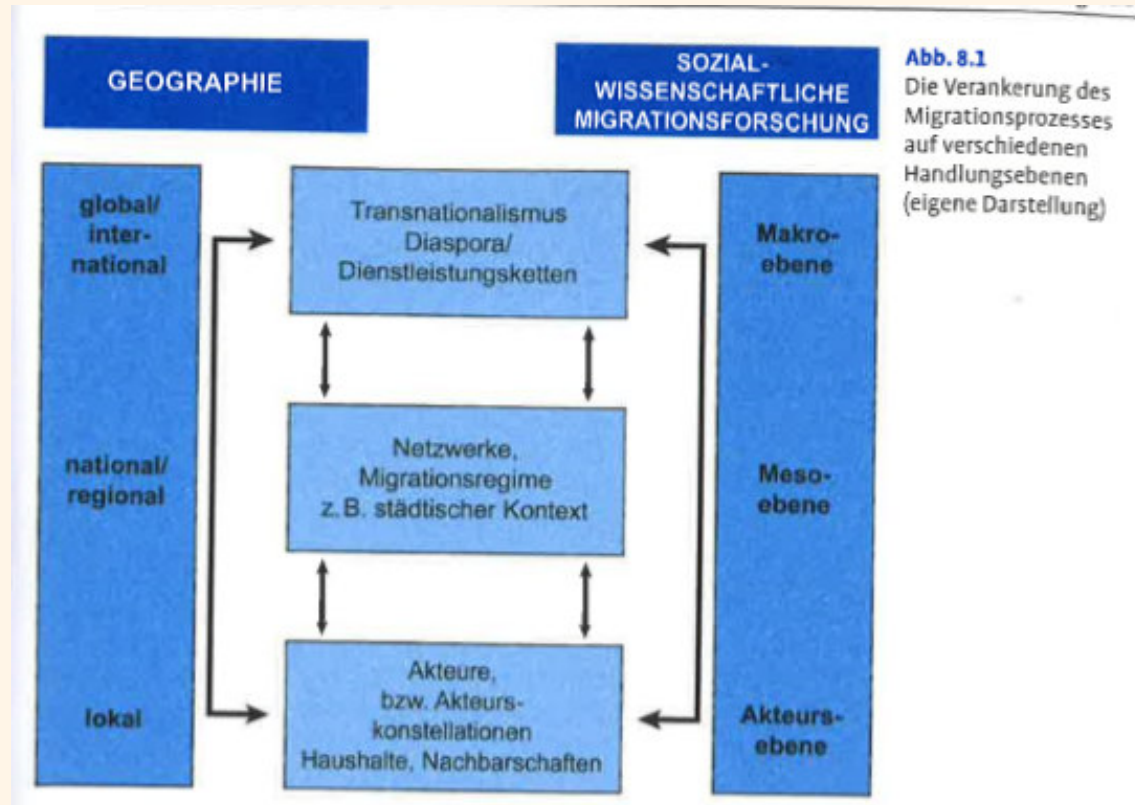 GEOGRAPHIE
SOZIAL-
WISSENSCHAFTLICHE
MIGRATIONSFORSCHUNG
Abb. 8.1
Die Verankerung des
Migrationsprozesses
auf verschiedenen
Handlungsebenen
(eigene Darstellung)
global/
inter-
national
Transnationalismus
Diaspora/
Dienstleistungsketten
Makro-
ebene
national/
regional
Netzwerke,
Migrationsregime
z. B. städtischer Kontext
Meso-
ebene
lokal
Akteure,
bzw. Akteurs-
konstellationen
Haushalte, Nachbarschaften
Akteurs-
ebene